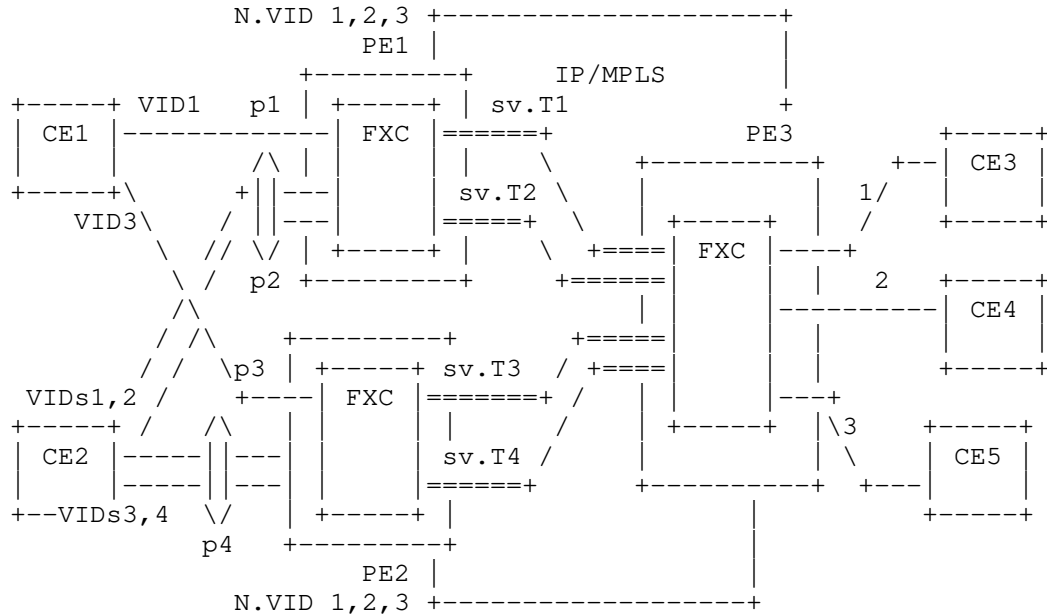 N.VID 1,2,3
PE1
IP/MPLS
VID1 p1 sv.T1
CE1 FXC PE3 CE3
sv.T2 1
VID3
FXC
p2 2
CE4
p3 sv.T3
VIDs1,2 FXC
3
CE2 sv.T4 CE5
VIDs3,4
p4
PE2
N.VID 1,2,3